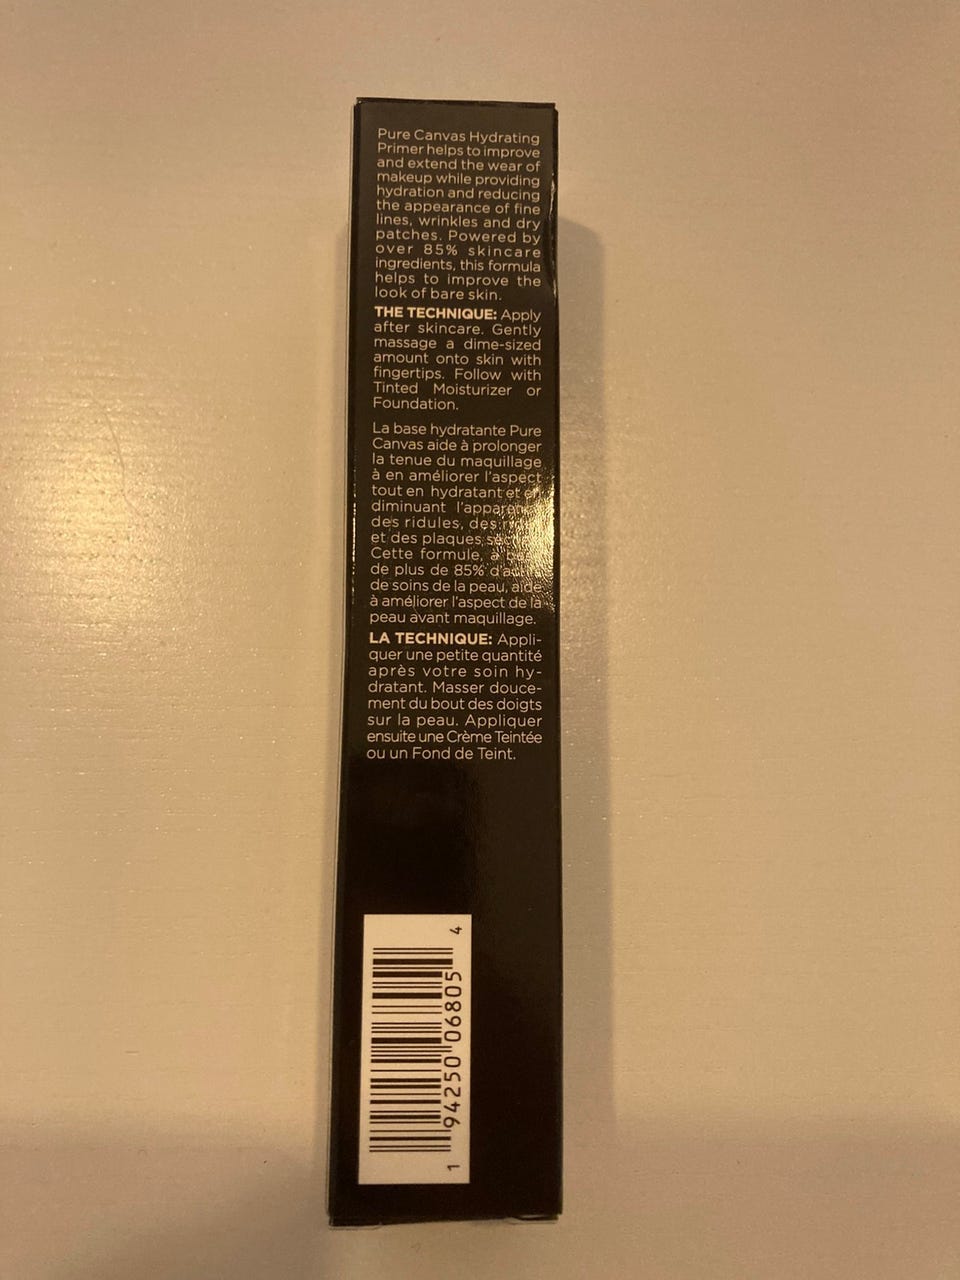 Pure Canvas Hydrating
Primer helps to improve
and extend the wear of
makeup while providing
hydration and reducing
the appearance of fine
lines, wrinkles and dry
patches. Powered by
over 85% skincare
ingredients, this formula
helps to improve the
look of bare skin.
THE TECHNIQUE: Apply
after skincare. Gently
massage a dime-sized
amount onto skin with
fingertips. Follow with
Tinted Moisturizer or
Foundation.
La base hydratante Pure
Canvas aide à prolonger
la tenue du maquillage
à en améliorer l'aspect
tout en hydratant et en
diminuant
des ridules, des
et des plaques
Cette formule, à
de plus de 85%
de soins de la peau, aide
à améliorer l'aspect de la
peau avant maquillage.
LA TECHNIQUE: Appli-
quer une petite quantité
après votre soin hy-
dratant. Masser douce-
ment du bout des doigts
sur la peau. Appliquer
ensuite une Crème Teintée
ou un Fond de Teint.
1 94250 06805 4